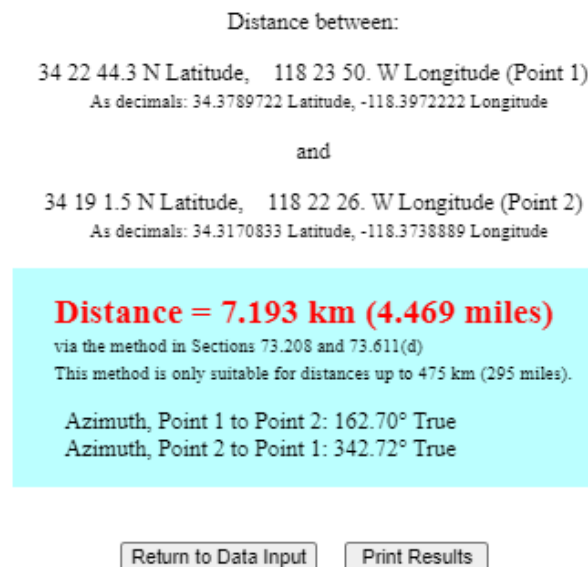 Distance between:
34 22 44.3 N Latitude, 118 23 50. W Longitude (Point 1)
As decimals: 34.3789722 Latitude, -118.3972222 Longitude
and
34 19 1.5 N Latitude, 118 22 26. W Longitude (Point 2)
As decimals: 34.3170833 Latitude, -118.3738889 Longitude
Distance = 7.193 km (4.469 miles)
via the method in Sections 73.208 and 73.611(d)
This method is only suitable for distances up to 475 km (295 miles).
Azimuth, Point 1 to Point 2: 162.70° True
Azimuth, Point 2 to Point 1: 342.72° True
Return to Data Input Print Results